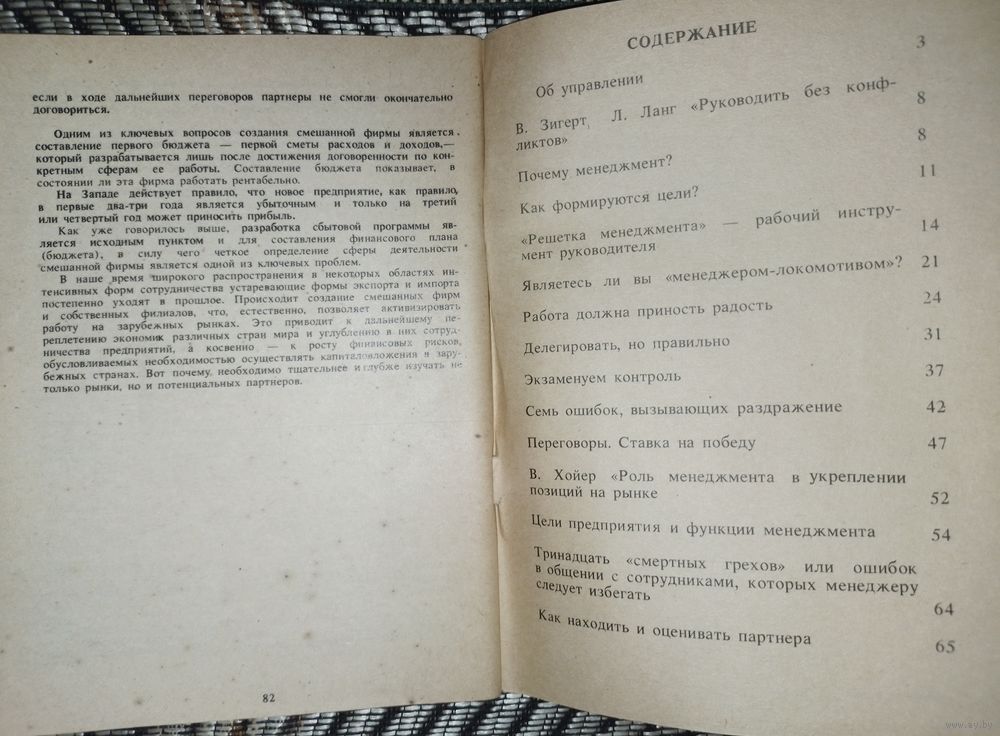 если в ходе дальнейших переговоров партнеры не смогли окончательно
договориться.
Одним из ключевых вопросов создания смешанной фирмы является
составление первого бюджета — первой сметы расходов и доходов,—
который разрабатывается лишь после достижения договоренности по кон-
кретным сферам ее работы. Составление бюджета показывает, в
состоянии ли эта фирма работать рентабельно.
На Западе действует правило, что новое предприятие, как правило,
в первые два-три года является убыточным и только на третий
или четвертый год может приносить прибыль.
Как уже говорилось выше, разработка сбытовой программы яв-
ляется исходным пунктом и для составления финансового плана
(бюджета), в силу чего четкое определение сферы деятельности
смешанной фирмы является одной из ключевых проблем.
В наше время широкого распространения в некоторых областях ин-
тенсивных форм сотрудничества устаревающие формы экспорта и импорта
постепенно уходят в прошлое. Происходит создание смешанных фирм
и собственных филиалов, что, естественно, позволяет активизировать
работу на зарубежных рынках. Это приводит к дальнейшему пе-
реплетению экономик различных стран мира и углублению в них сотруд-
ничества предприятий, а косвенно — к росту финансовых рисков,
обусловливаемых необходимостью осуществлять капиталовложения в зару-
бежных странах. Вот почему необходимо тщательнее и глубже изучать не
только рынки, но и потенциальных партнеров.
82
СОДЕРЖАНИЕ
Об управлении 3
В. Зигерт, Л. Ланг «Руководить без конф-
ликтов» 8
Почему менеджмент? 8
Как формируются цели? 11
«Решетка менеджмента» — рабочий инстру-
мент руководителя 14
Являетесь ли вы «менеджером-локомотивом»? 21
Работа должна приность радость 24
Делегировать, но правильно 31
Экзаменуем контроль 37
Семь ошибок, вызывающих раздражение 42
Переговоры. Ставка на победу 47
В. Хойер «Роль менеджмента в укреплении
позиций на рынке 52
Цели предприятия и функции менеджмента 54
Тринадцать «смертных грехов» или ошибок
в общении с сотрудниками, которых менеджеру
следует избегать 64
Как находить и оценивать партнера 65
www.ay.by